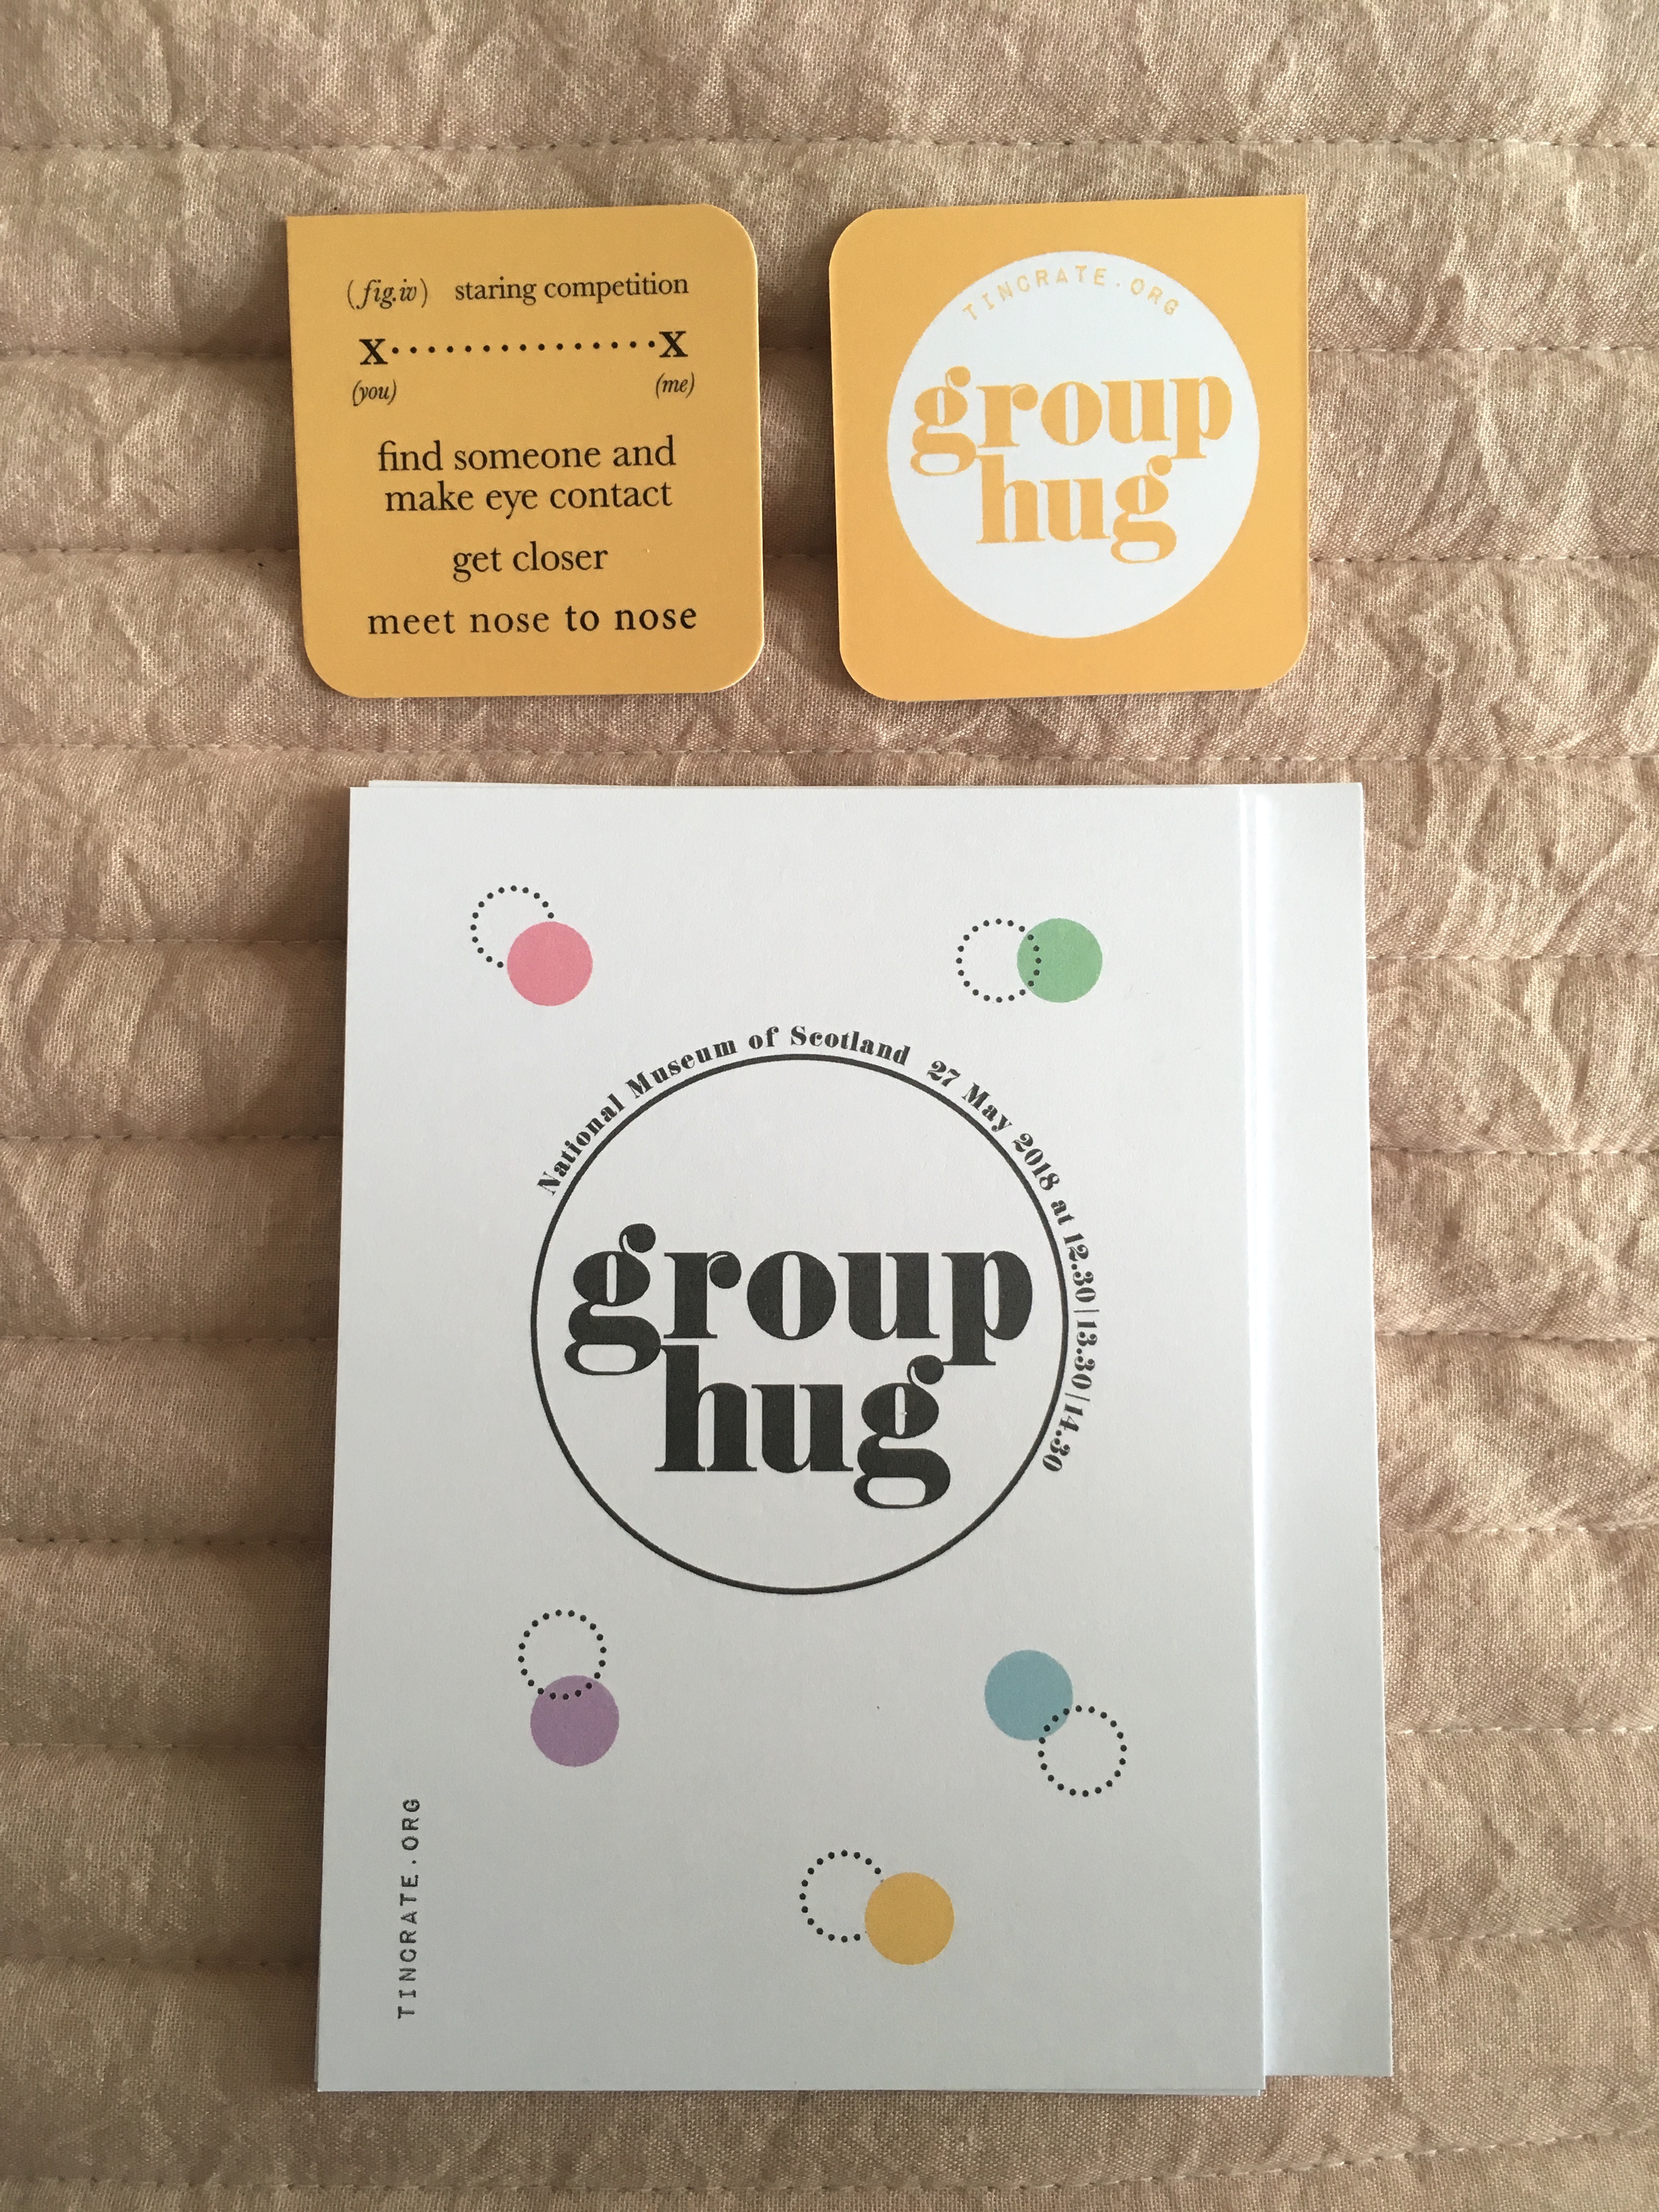 (fig.iv) staring competition
x···············x
(you) (me)
find someone and
make eye contact
get closer
meet nose to nose
TINCRATE.ORG
group
hug
National Museum of Scotland 27 May 2018 at 12.30|13.30|14.30
group
hug
TINCRATE.ORG